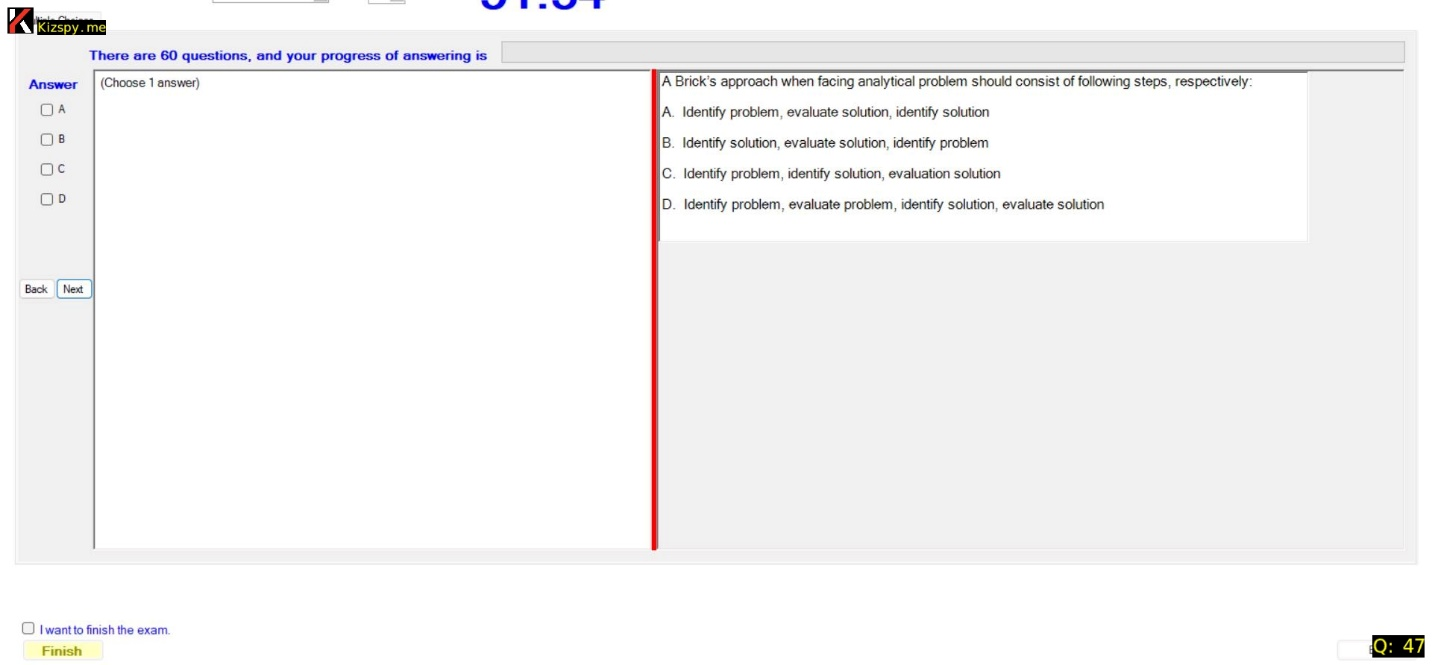 Kizspy.me
There are 60 questions, and your progress of answering is
Answer
(Choose 1 answer)
A
B
C
D
Back
Next
A Brick's approach when facing analytical problem should consist of following steps, respectively:
A. Identify problem, evaluate solution, identify solution
B. Identify solution, evaluate solution, identify problem
C. Identify problem, identify solution, evaluation solution
D. Identify problem, evaluate problem, identify solution, evaluate solution
I want to finish the exam.
Finish
Q: 47